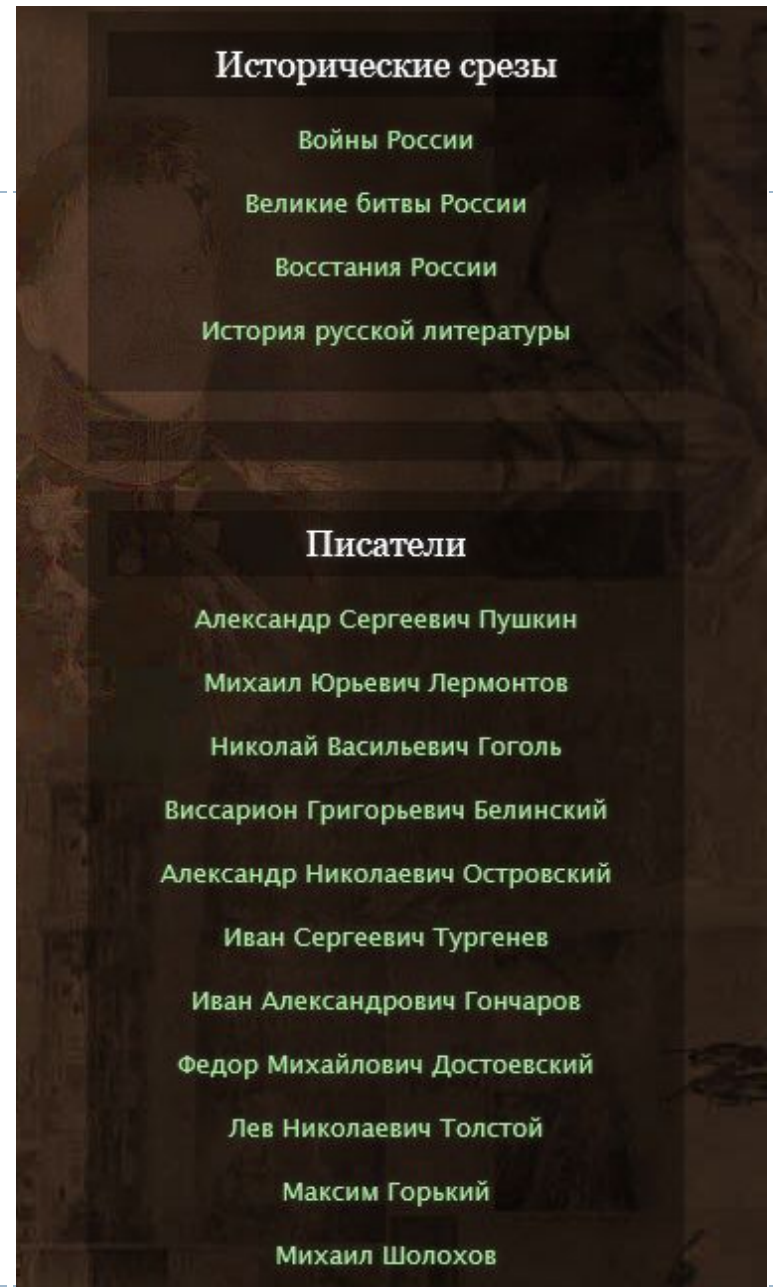 Исторические срезы
Войны России
Великие битвы России
Восстания России
История русской литературы
Писатели
Александр Сергеевич Пушкин
Михаил Юрьевич Лермонтов
Николай Васильевич Гоголь
Виссарион Григорьевич Белинский
Александр Николаевич Островский
Иван Сергеевич Тургенев
Иван Александрович Гончаров
Федор Михайлович Достоевский
Лев Николаевич Толстой
Максим Горький
Михаил Шолохов